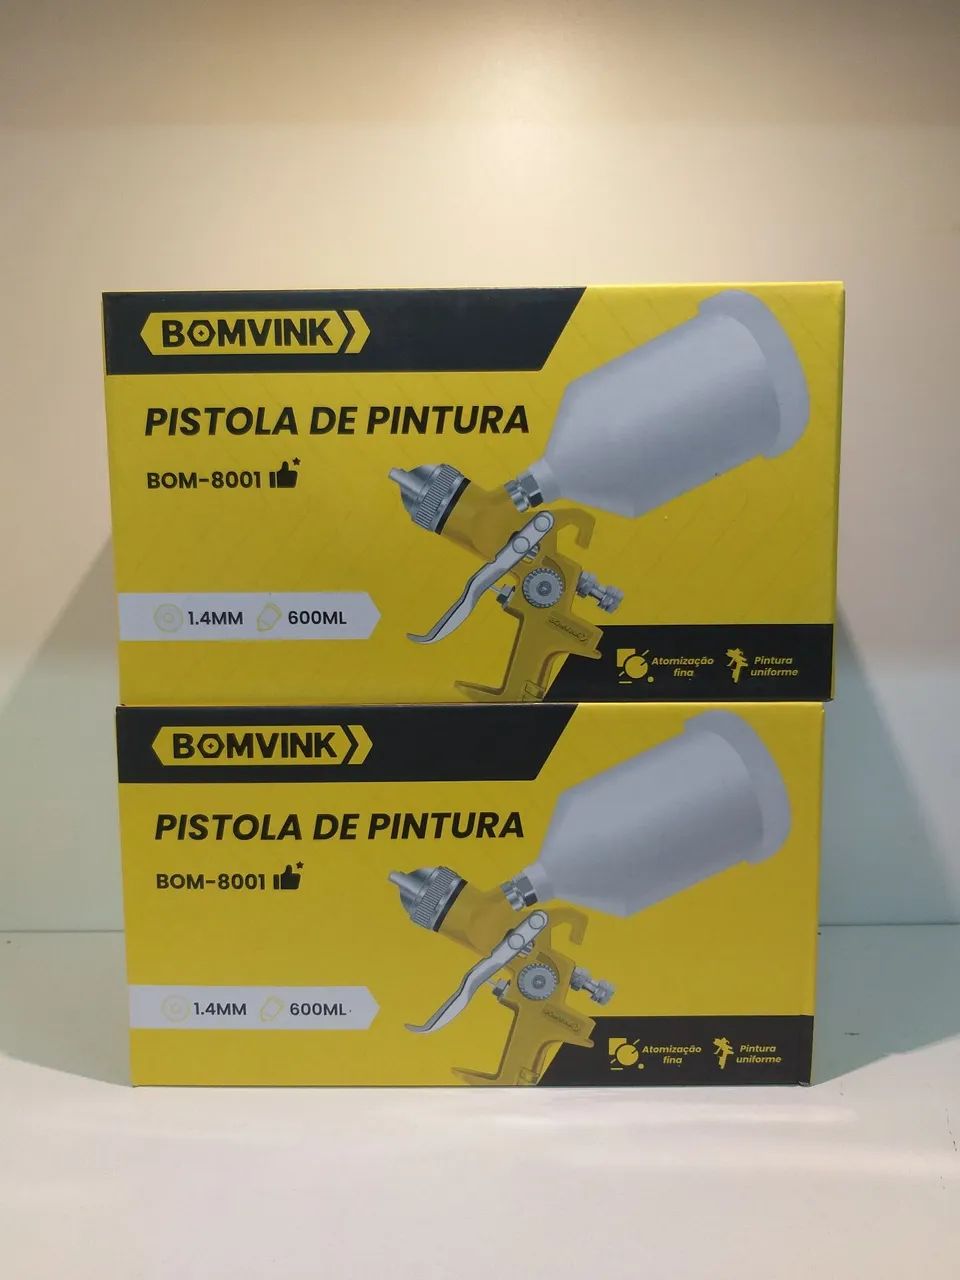 BOMVINK
PISTOLA DE PINTURA
BOM-8001
1.4MM 600ML
Atomização
fina
Pintura
uniforme
BOMVINK
PISTOLA DE PINTURA
BOM-8001
1.4MM 600ML
Atomização
fina
Pintura
uniforme